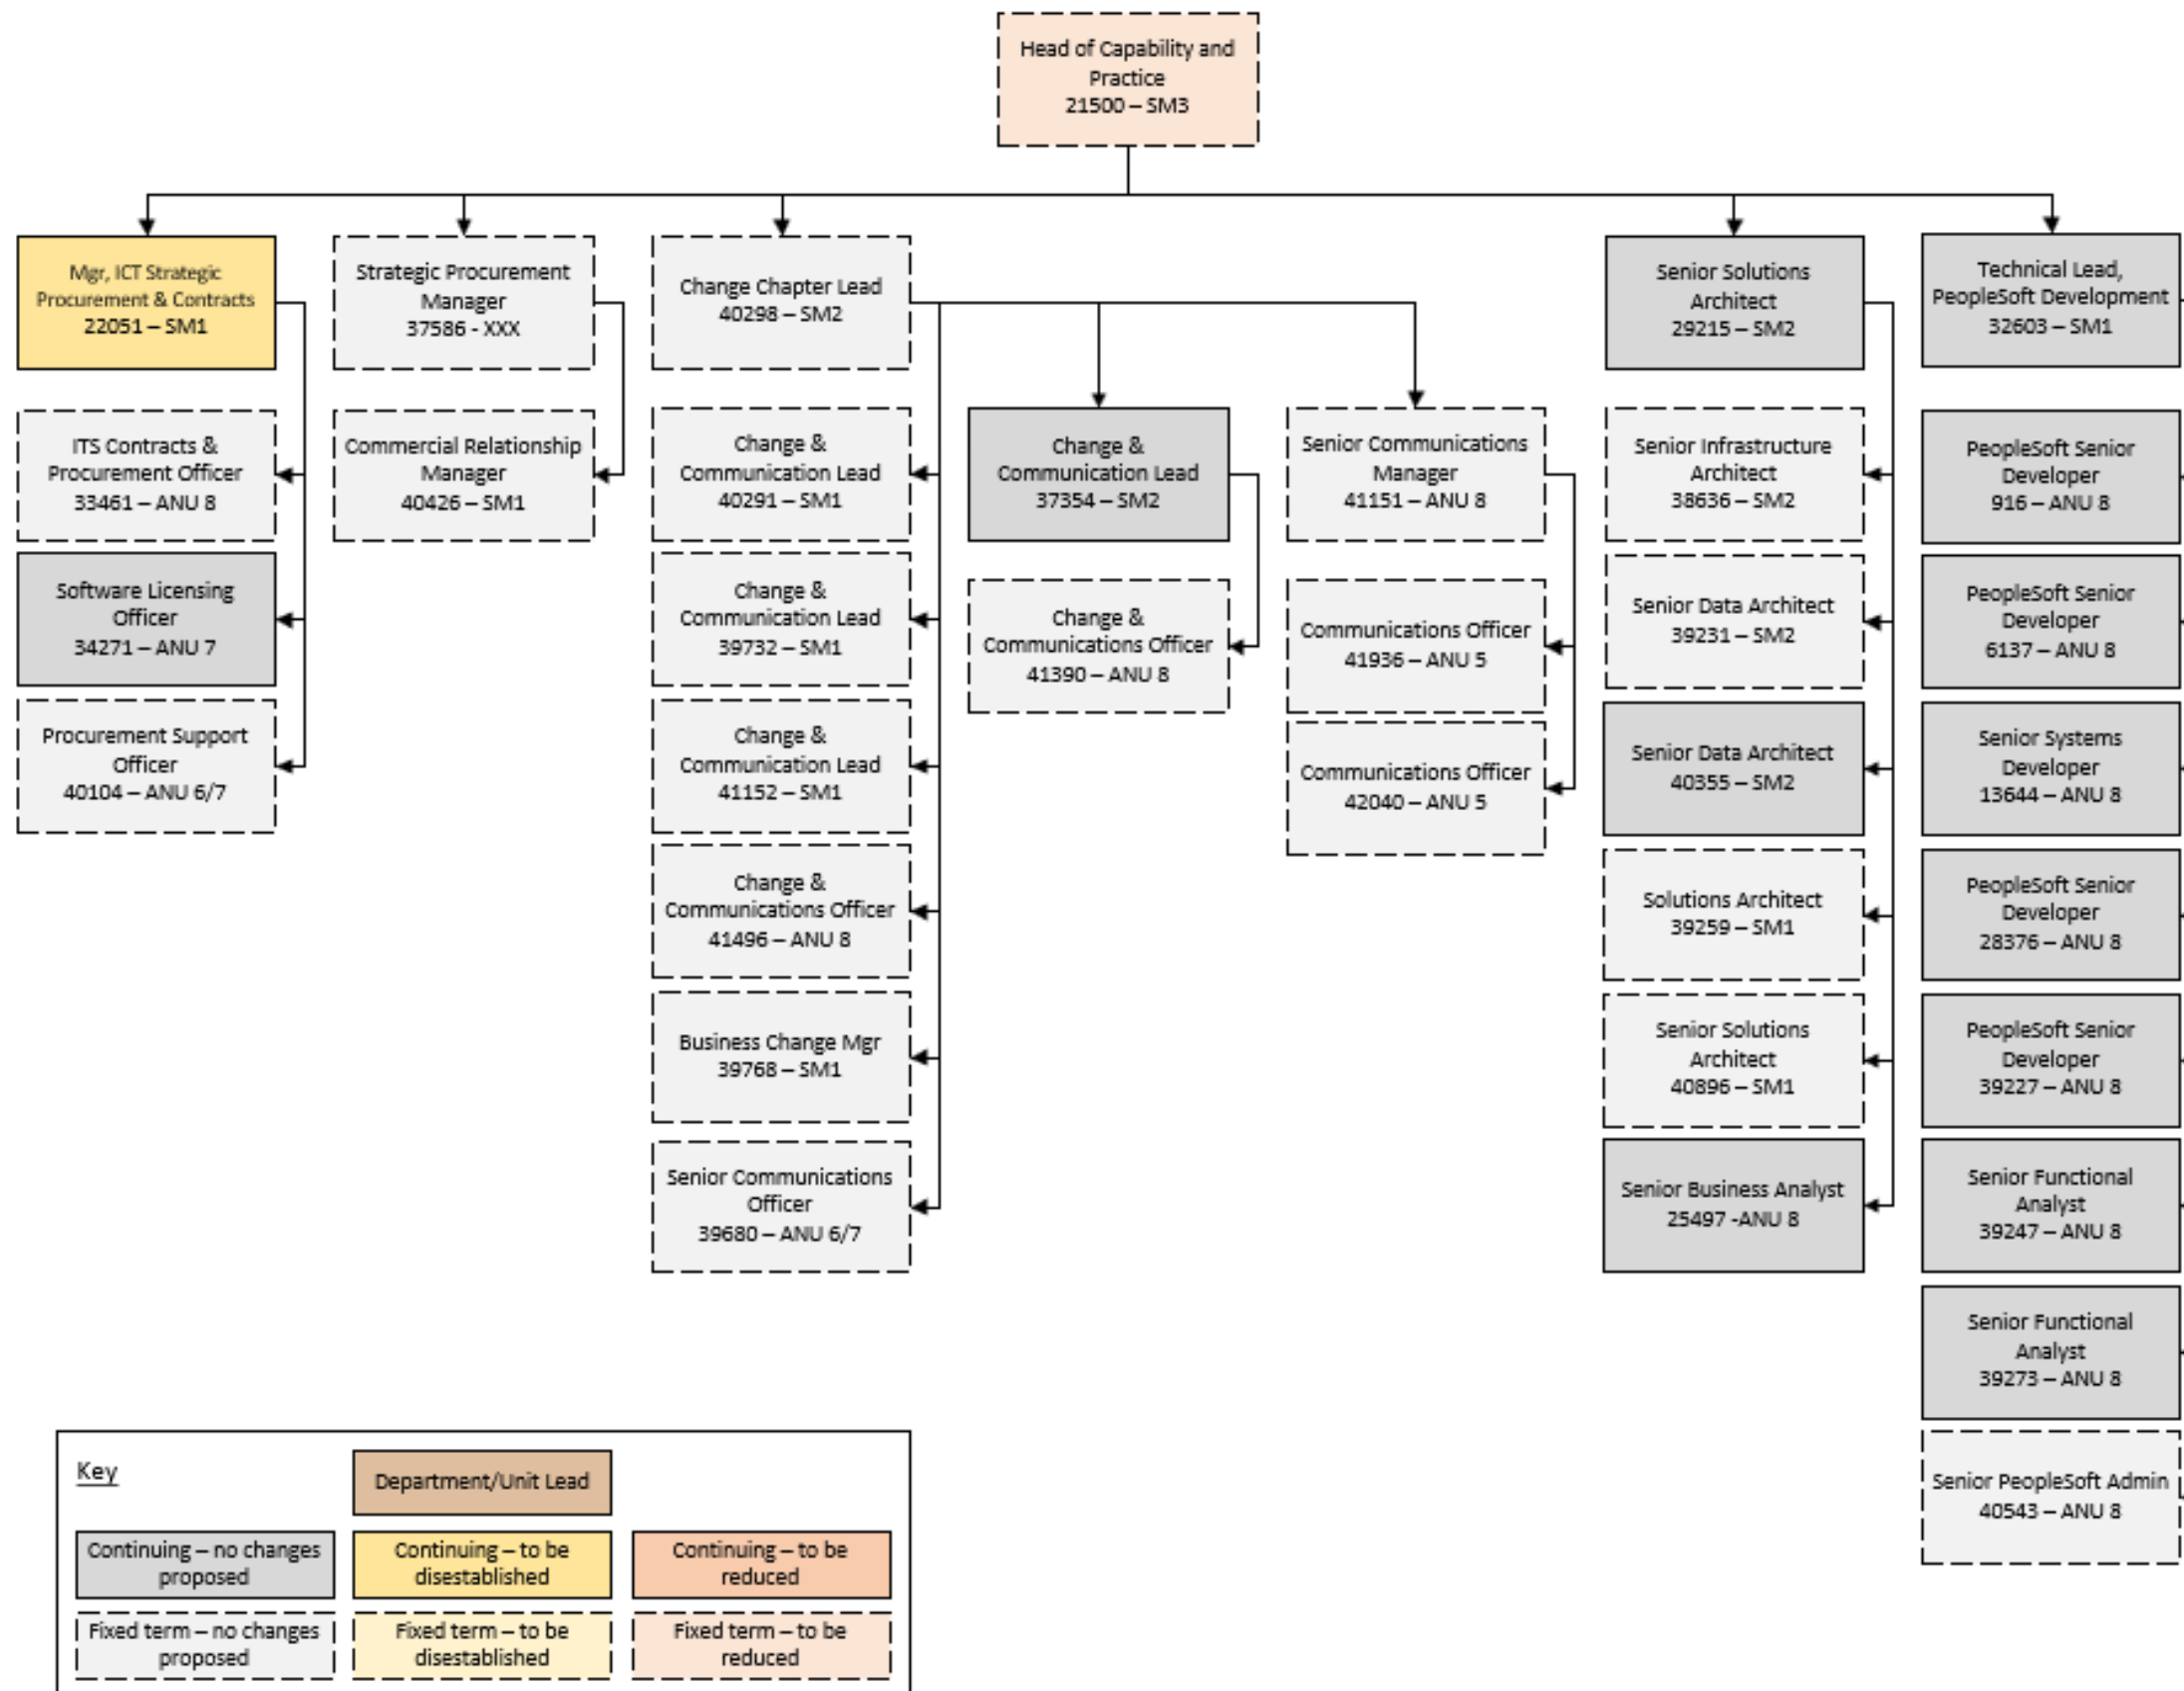 Head of Capability and
Practice
21500 – SM3
Mgr, ICT Strategic
Procurement & Contracts
22051 – SM1
Strategic Procurement
Manager
37586 - XXX
Change Chapter Lead
40298 – SM2
Senior Solutions
Architect
29215 – SM2
Technical Lead,
PeopleSoft Development
32603 – SM1
ITS Contracts &
Procurement Officer
33461 – ANU 8
Software Licensing
Officer
34271 – ANU 7
Procurement Support
Officer
40104 – ANU 6/7
Commercial Relationship
Manager
40426 – SM1
Change &
Communication Lead
40291 – SM1
Change &
Communication Lead
39732 – SM1
Change &
Communication Lead
41152 – SM1
Change &
Communications Officer
41496 – ANU 8
Business Change Mgr
39768 – SM1
Senior Communications
Officer
39680 – ANU 6/7
Change &
Communication Lead
37354 – SM2
Change &
Communications Officer
41390 – ANU 8
Senior Communications
Manager
41151 – ANU 8
Communications Officer
41936 – ANU 5
Communications Officer
42040 – ANU 5
Senior Infrastructure
Architect
38636 – SM2
Senior Data Architect
39231 – SM2
Senior Data Architect
40355 – SM2
Solutions Architect
39259 – SM1
Senior Solutions
Architect
40896 – SM1
Senior Business Analyst
25497 -ANU 8
PeopleSoft Senior
Developer
916 – ANU 8
PeopleSoft Senior
Developer
6137 – ANU 8
Senior Systems
Developer
13644 – ANU 8
PeopleSoft Senior
Developer
28376 – ANU 8
PeopleSoft Senior
Developer
39227 – ANU 8
Senior Functional
Analyst
39247 – ANU 8
Senior Functional
Analyst
39273 – ANU 8
Senior PeopleSoft Admin
40543 – ANU 8
Key
Department/Unit Lead
Continuing – no changes
proposed
Continuing – to be
disestablished
Continuing – to be
reduced
Fixed term – no changes
proposed
Fixed term – to be
disestablished
Fixed term – to be
reduced